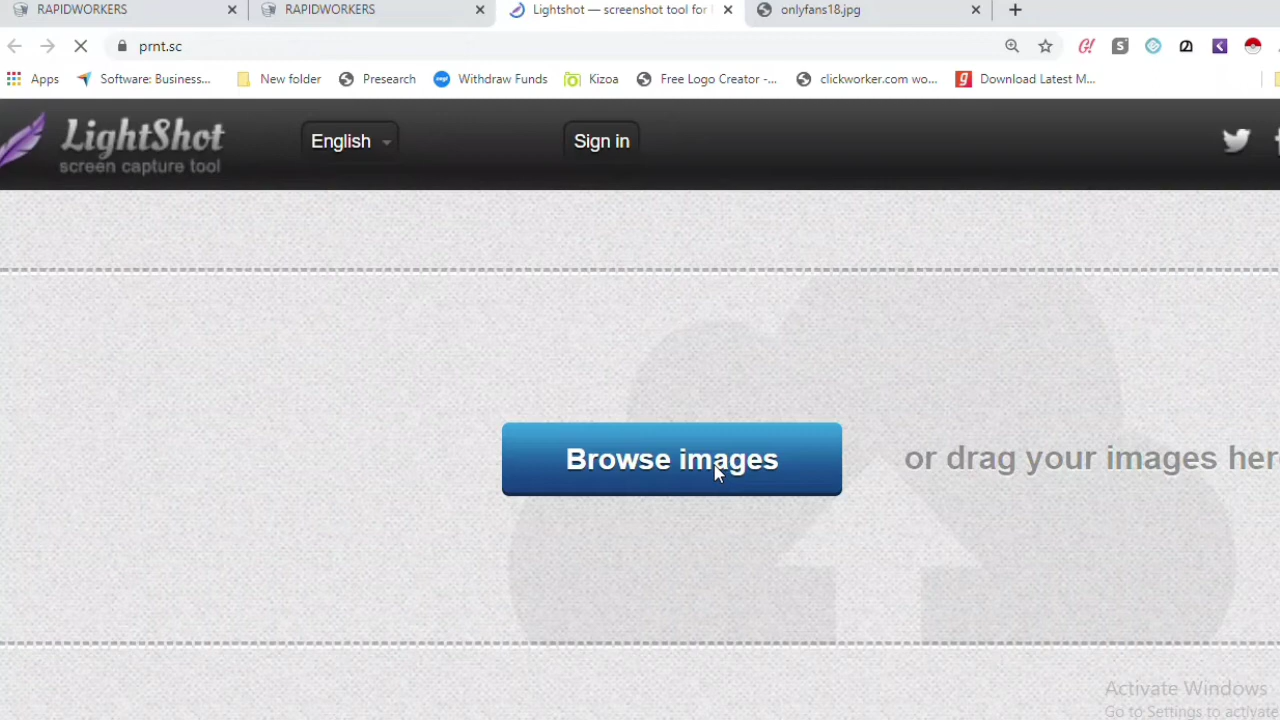 RAPIDWORKERS
RAPIDWORKERS
Lightshot — screenshot tool for
onlyfans18.jpg
prnt.sc
Apps
Software: Business...
New folder
Presearch
Withdraw Funds
Kizoa
Free Logo Creator -...
clickworker.com wo...
Download Latest M...
LightShot
screen capture tool
English
Sign in
Browse images
or drag your images her
Activate Windows
Go to Settings to activate